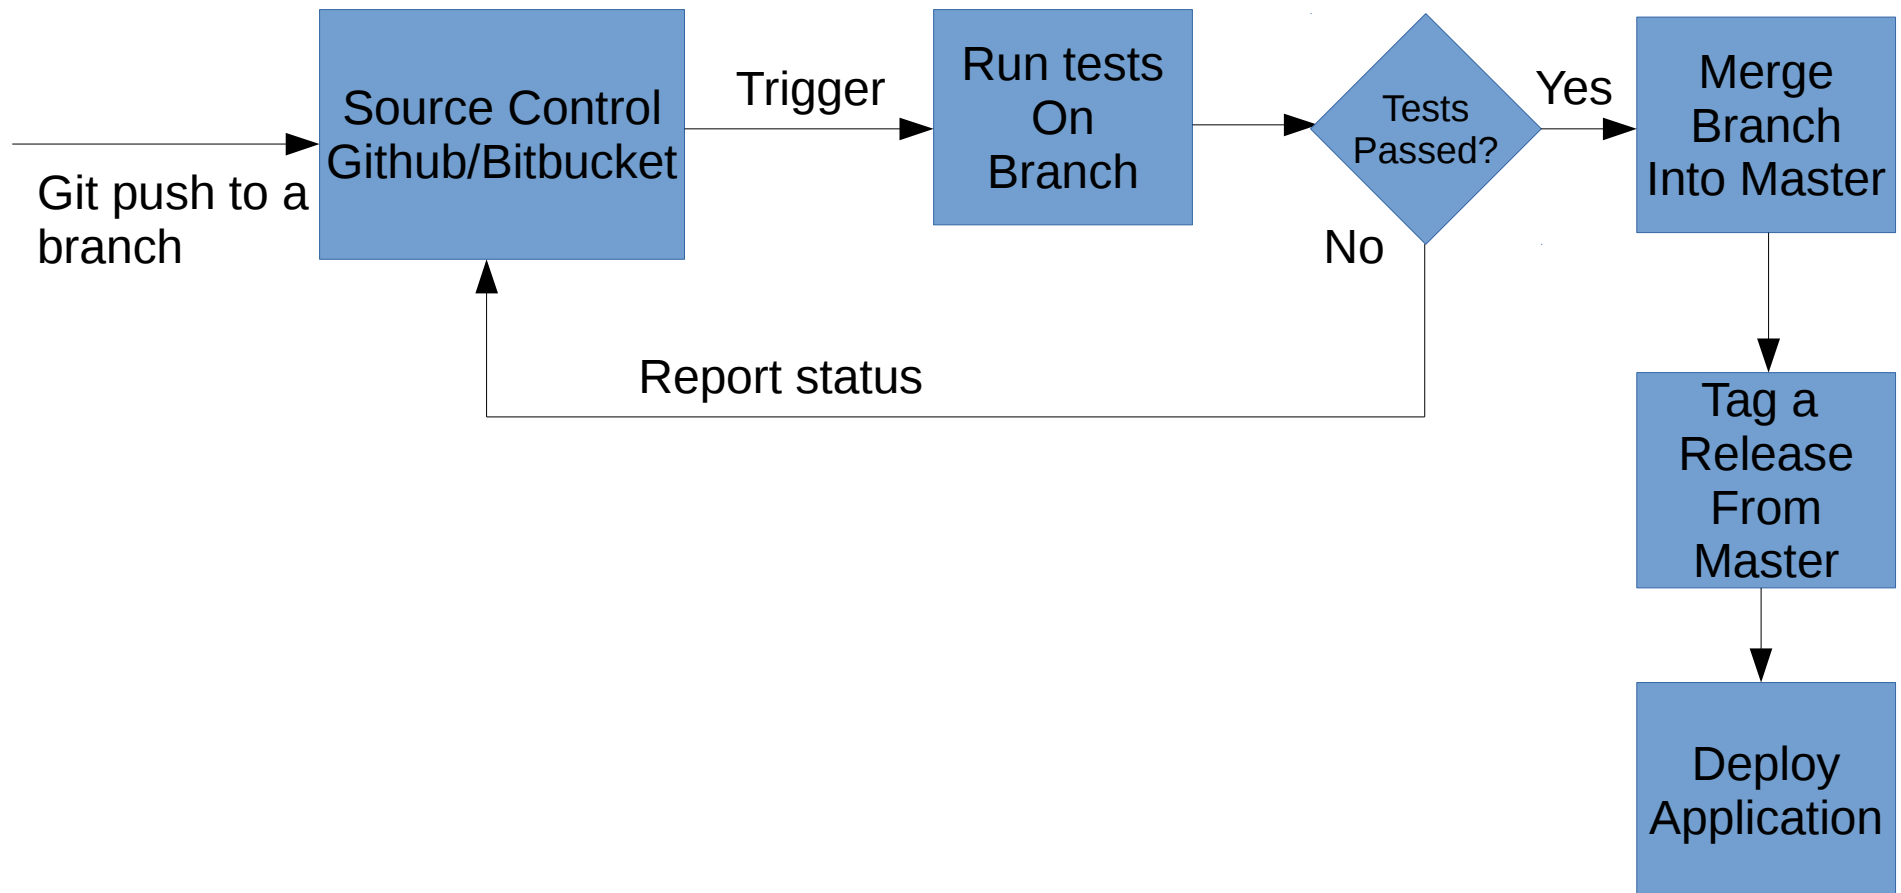 Git push to a
branch
Source Control
Github/Bitbucket
Trigger
Run tests
On
Branch
Tests
Passed?
Yes
No
Report status
Merge
Branch
Into Master
Tag a
Release
From
Master
Deploy
Application